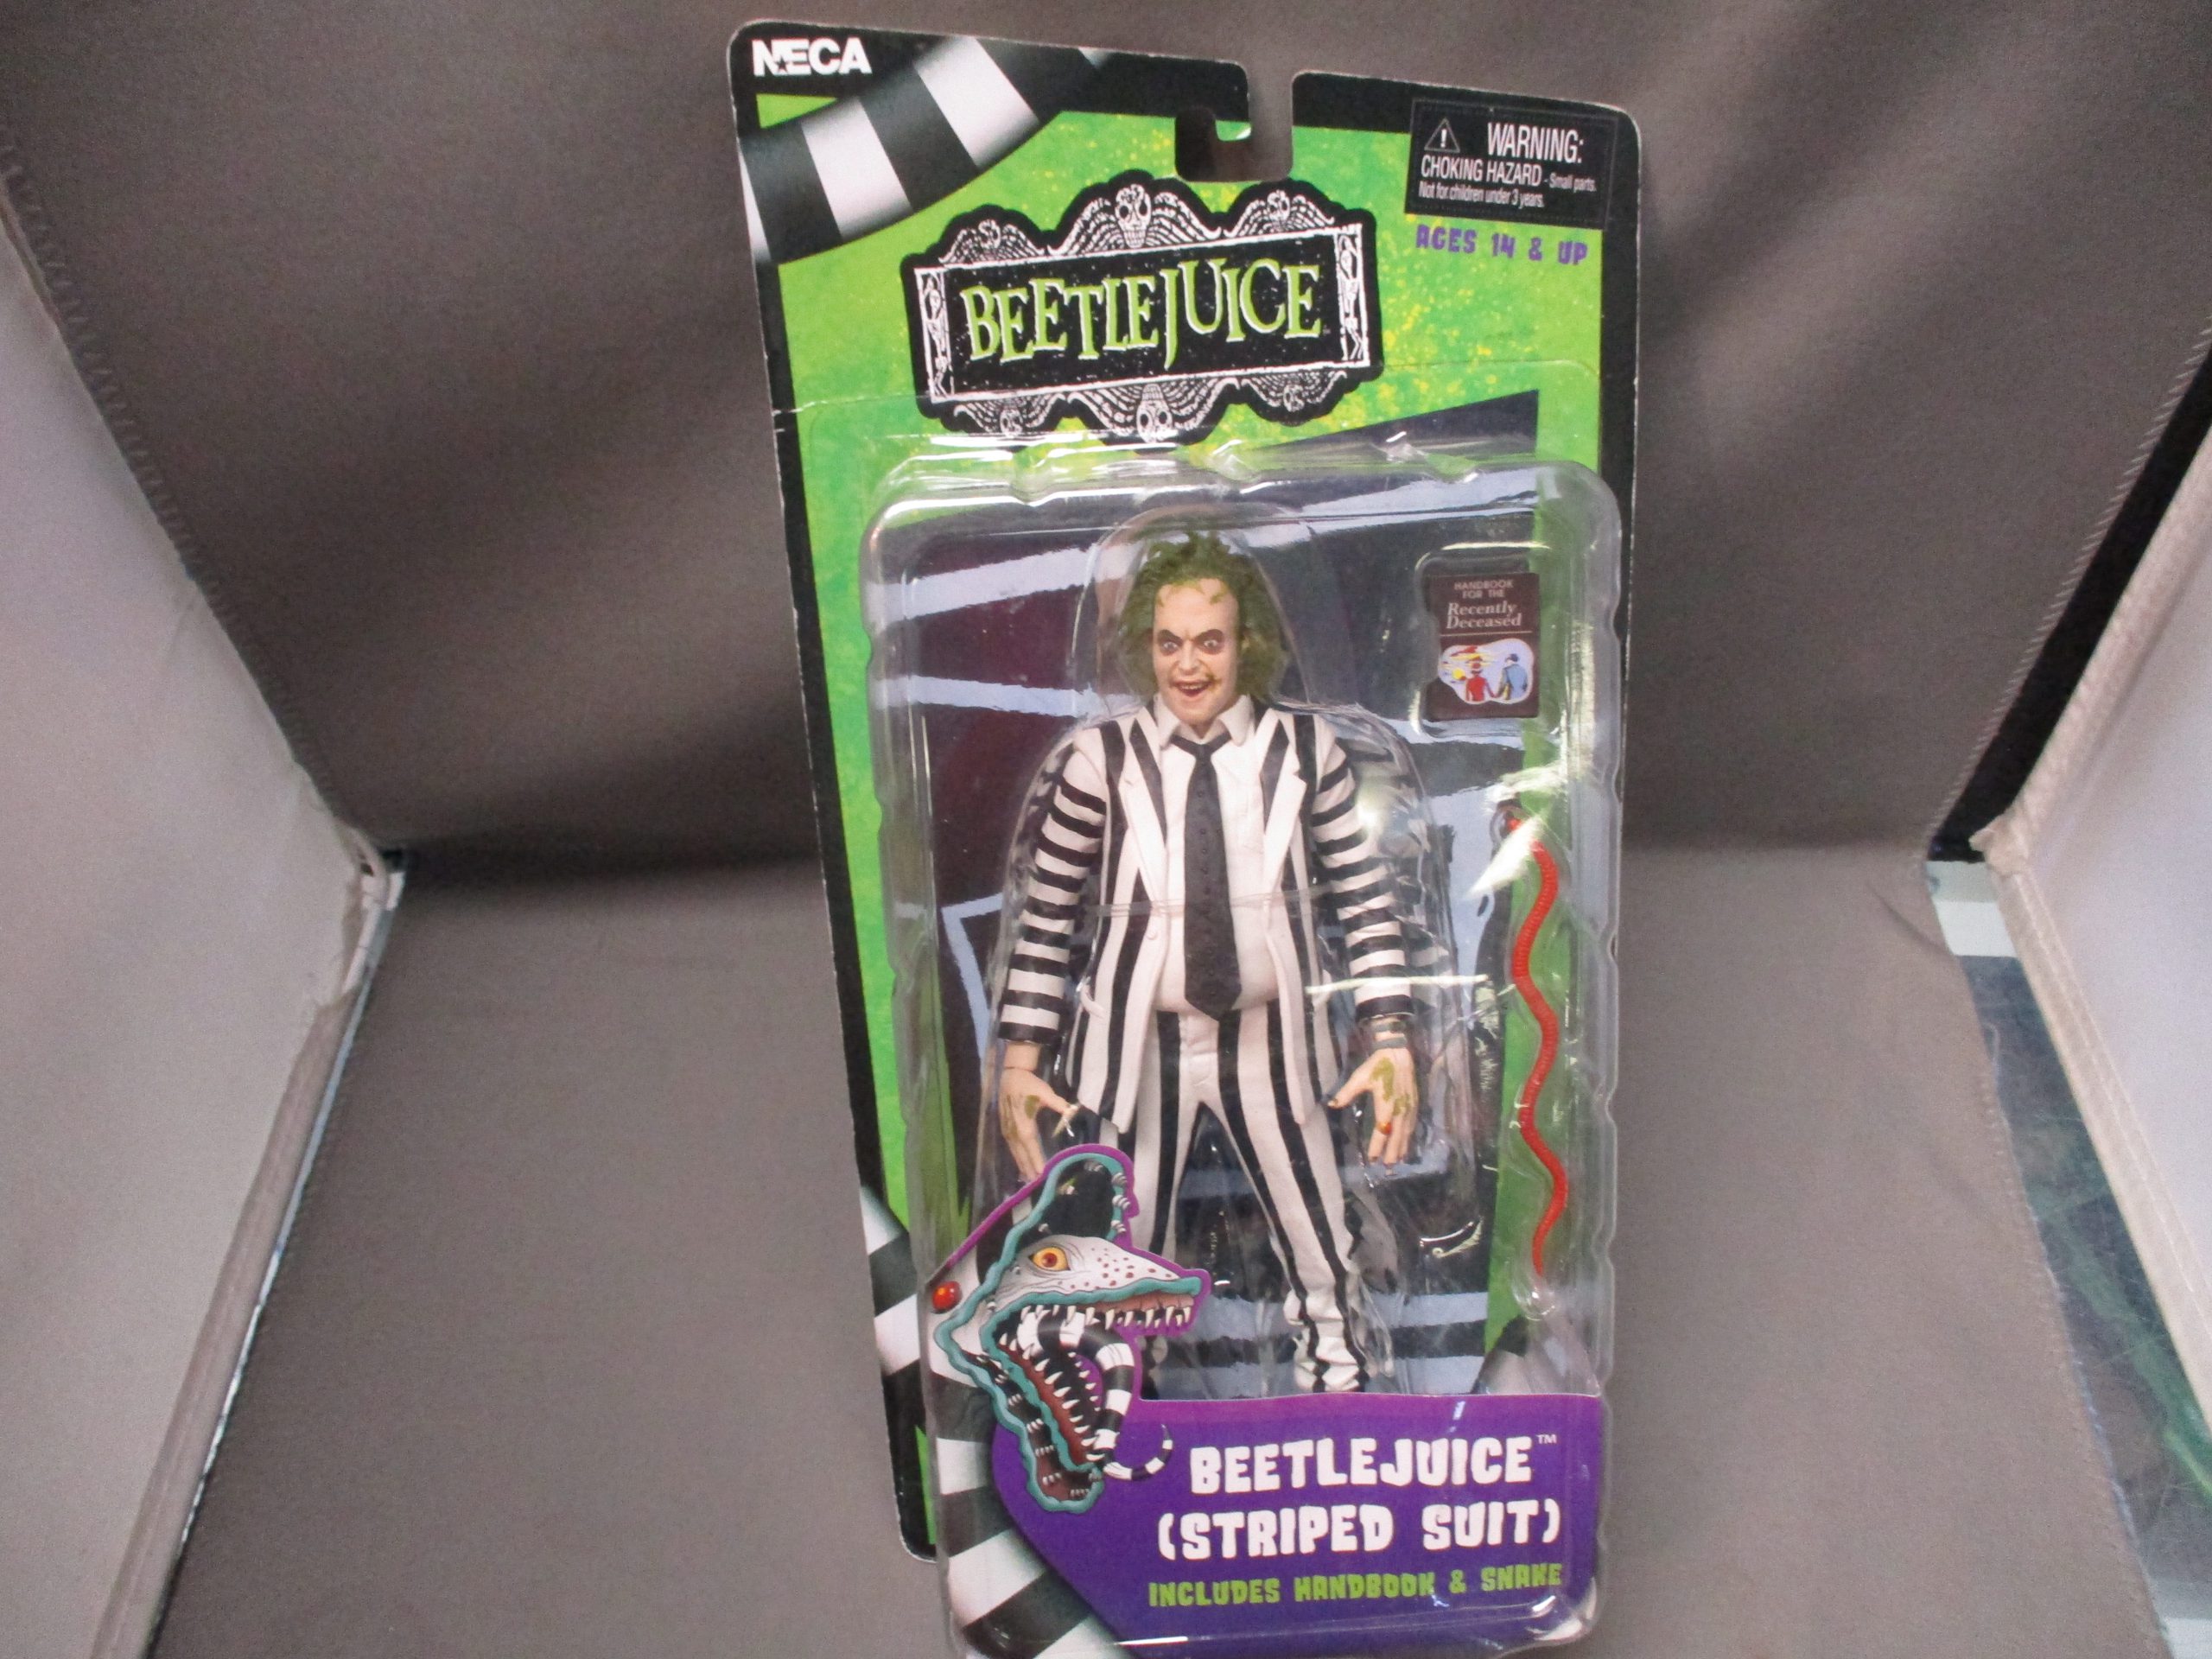 NECA
WARNING:
CHOKING HAZARD - Small parts.
Not for children under 3 years.
AGES 14 & UP
BEETLEJUICE
HANDBOOK
FOR THE
Recently
Deceased
BEETLEJUICE™
(STRIPED SUIT)
INCLUDES HANDBOOK & SNAKE